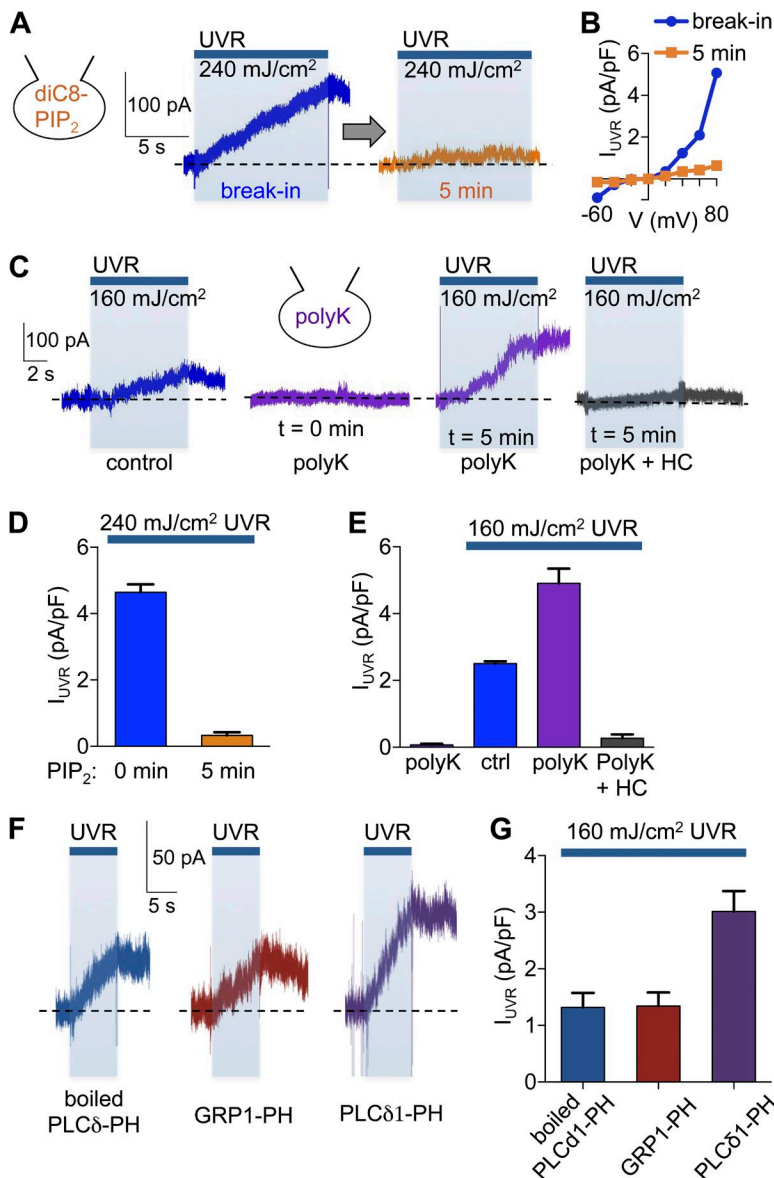 A
UVR
UVR
240 mJ/cm²
240 mJ/cm²
diC8-
PIP₂
100 pA
5 s
break-in
5 min
B
break-in
5 min
I_UVR (pA/pF)
6
4
2
-60
80
V (mV)
C
UVR
UVR
UVR
160 mJ/cm²
160 mJ/cm²
160 mJ/cm²
polyK
100 pA
2 s
t = 0 min
t = 5 min
t = 5 min
control
polyK
polyK
polyK + HC
D
240 mJ/cm² UVR
I_UVR (pA/pF)
6
4
2
0
PIP₂: 0 min 5 min
E
160 mJ/cm² UVR
I_UVR (pA/pF)
6
4
2
0
polyK ctrl polyK PolyK
+ HC
F
UVR
UVR
UVR
50 pA
5 s
boiled
PLCδ-PH
GRP1-PH
PLCδ1-PH
G
160 mJ/cm² UVR
I_UVR (pA/pF)
4
3
2
1
0
boiled
PLCd1-PH
GRP1-PH
PLCδ1-PH